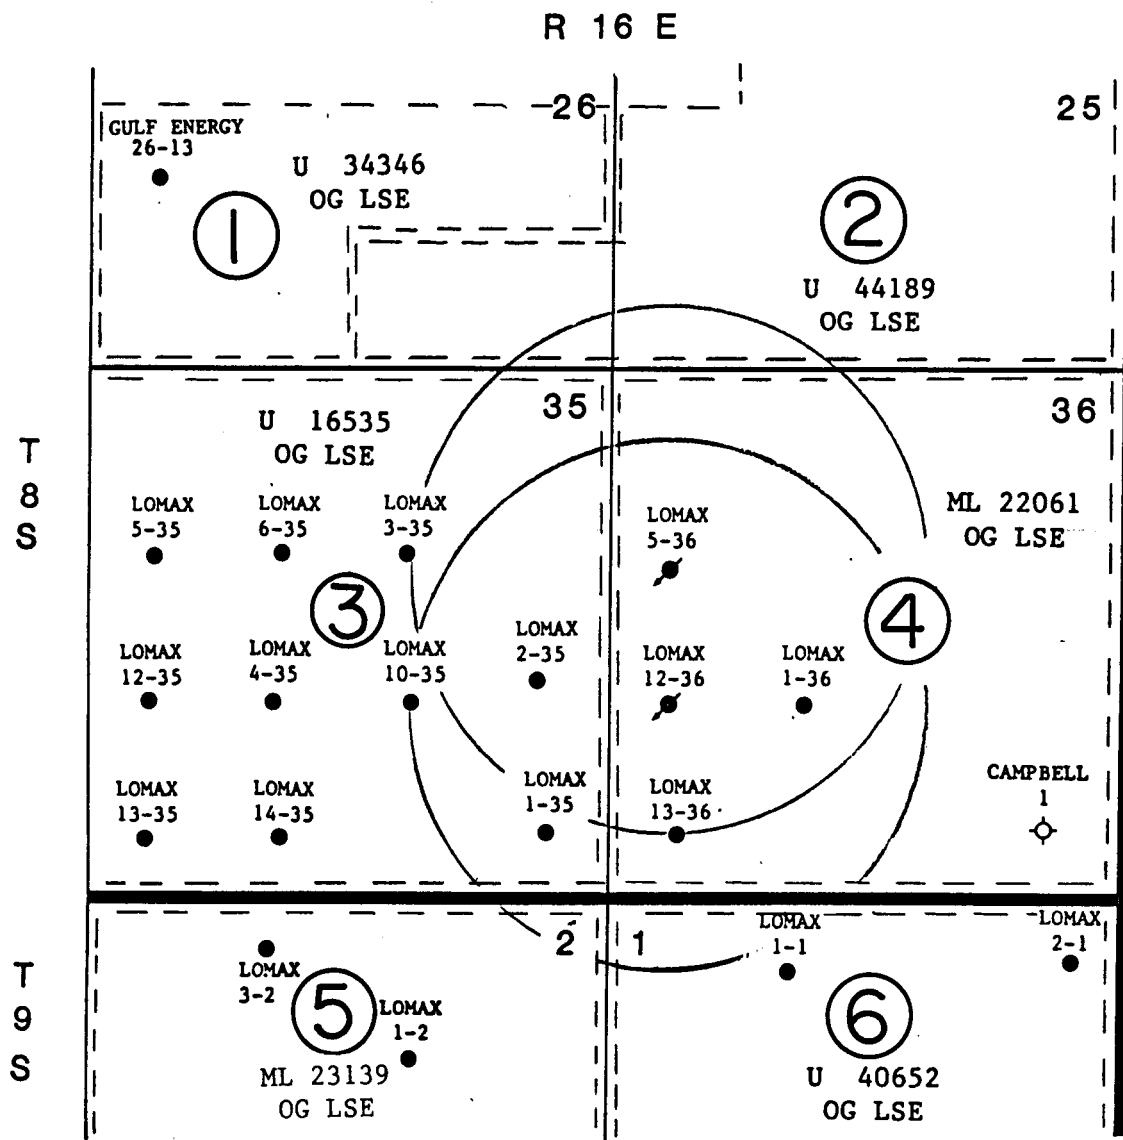 R 16 E
26
25
GULF ENERGY
26-13
U 34346
OG LSE
1
2
U 44189
OG LSE
T
8
S
U 16535
OG LSE
35
36
ML 22061
OG LSE
LOMAX
5-35
LOMAX
6-35
LOMAX
3-35
LOMAX
5-36
3
4
LOMAX
12-35
LOMAX
4-35
LOMAX
10-35
LOMAX
2-35
LOMAX
12-36
LOMAX
1-36
LOMAX
13-35
LOMAX
14-35
LOMAX
1-35
LOMAX
13-36
CAMPBELL
1
T
9
S
2
1
LOMAX
3-2
5
LOMAX
1-2
ML 23139
OG LSE
LOMAX
1-1
LOMAX
2-1
6
U 40652
OG LSE